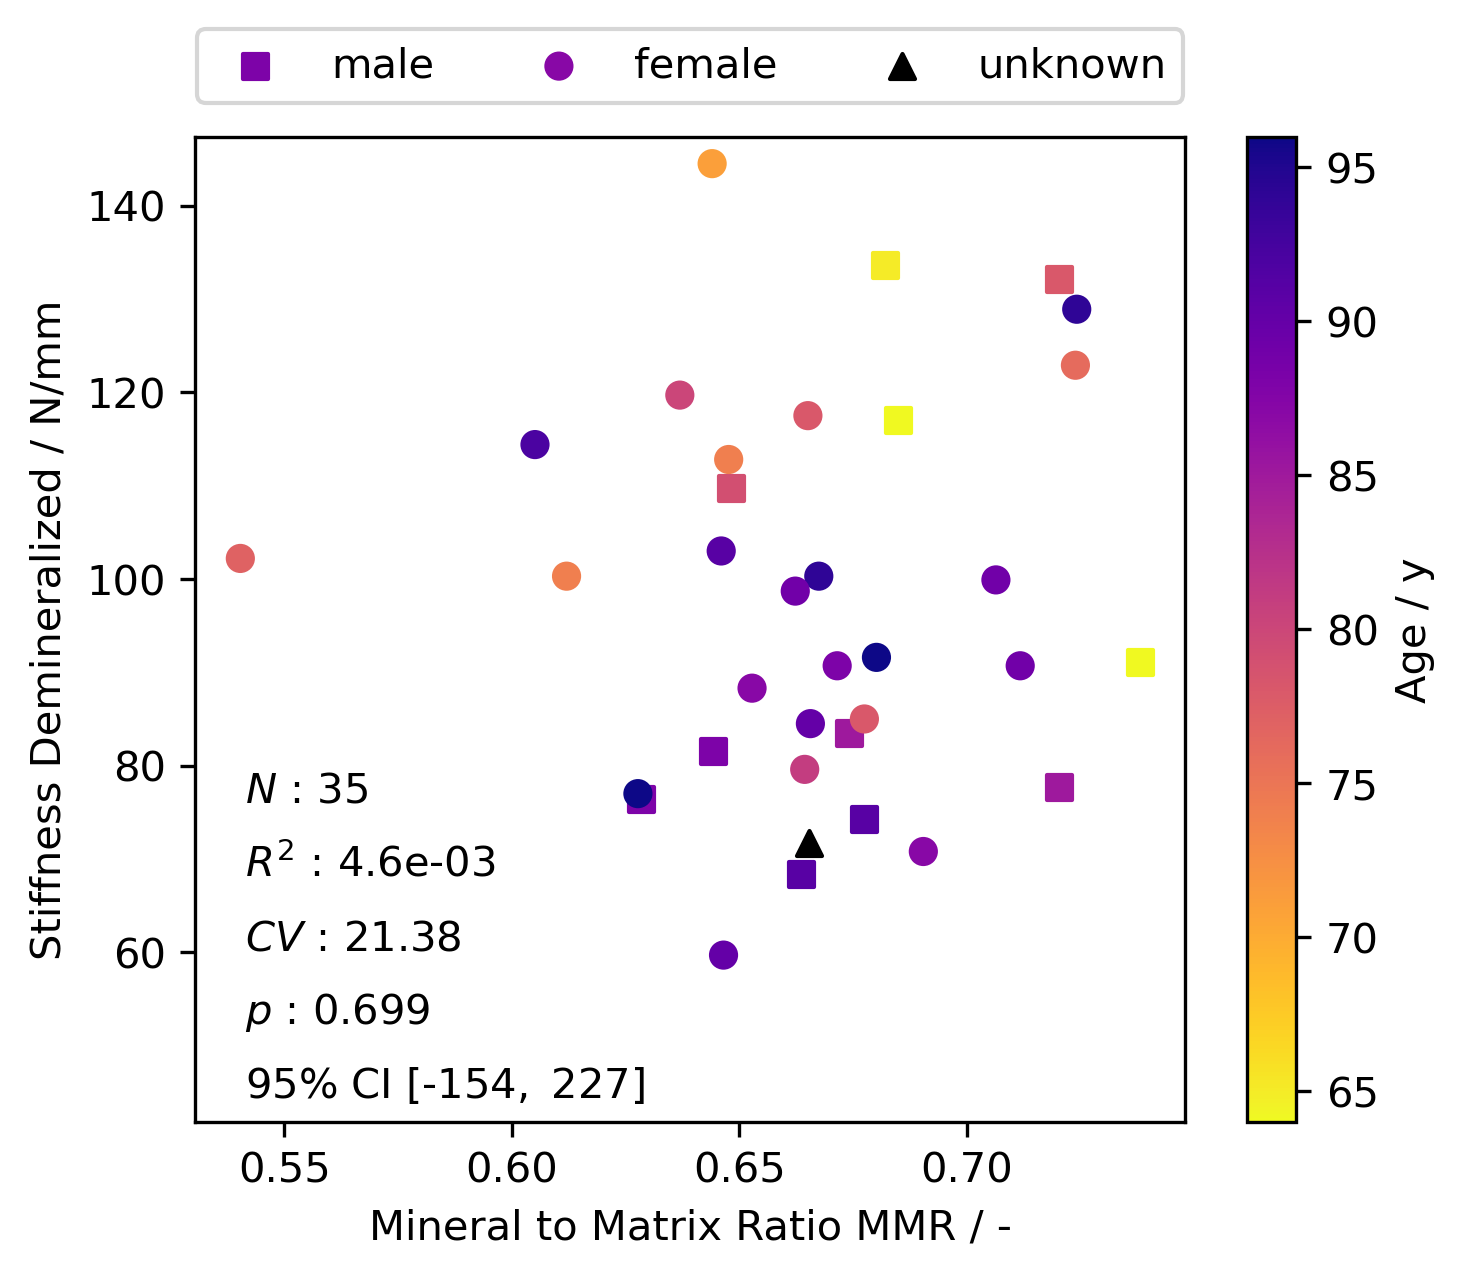 male female unknown
140
120
100
80
60
Stiffness Demineralized / N/mm
N : 35
R² : 4.6e-03
CV : 21.38
p : 0.699
95% CI [-154, 227]
0.55 0.60 0.65 0.70
Mineral to Matrix Ratio MMR / -
95
90
85
80
75
70
65
Age / y